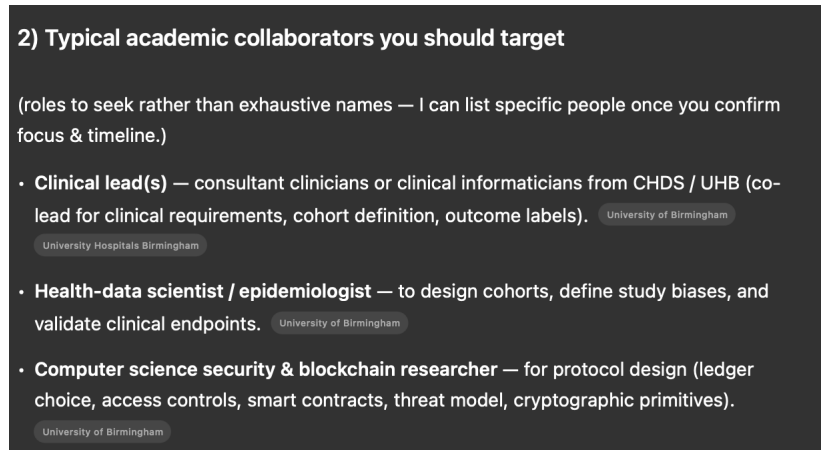 2) Typical academic collaborators you should target
(roles to seek rather than exhaustive names — I can list specific people once you confirm
focus & timeline.)
• Clinical lead(s) — consultant clinicians or clinical informaticians from CHDS / UHB (co-
lead for clinical requirements, cohort definition, outcome labels). University of Birmingham
University Hospitals Birmingham
• Health-data scientist / epidemiologist — to design cohorts, define study biases, and
validate clinical endpoints. University of Birmingham
• Computer science security & blockchain researcher — for protocol design (ledger
choice, access controls, smart contracts, threat model, cryptographic primitives).
University of Birmingham